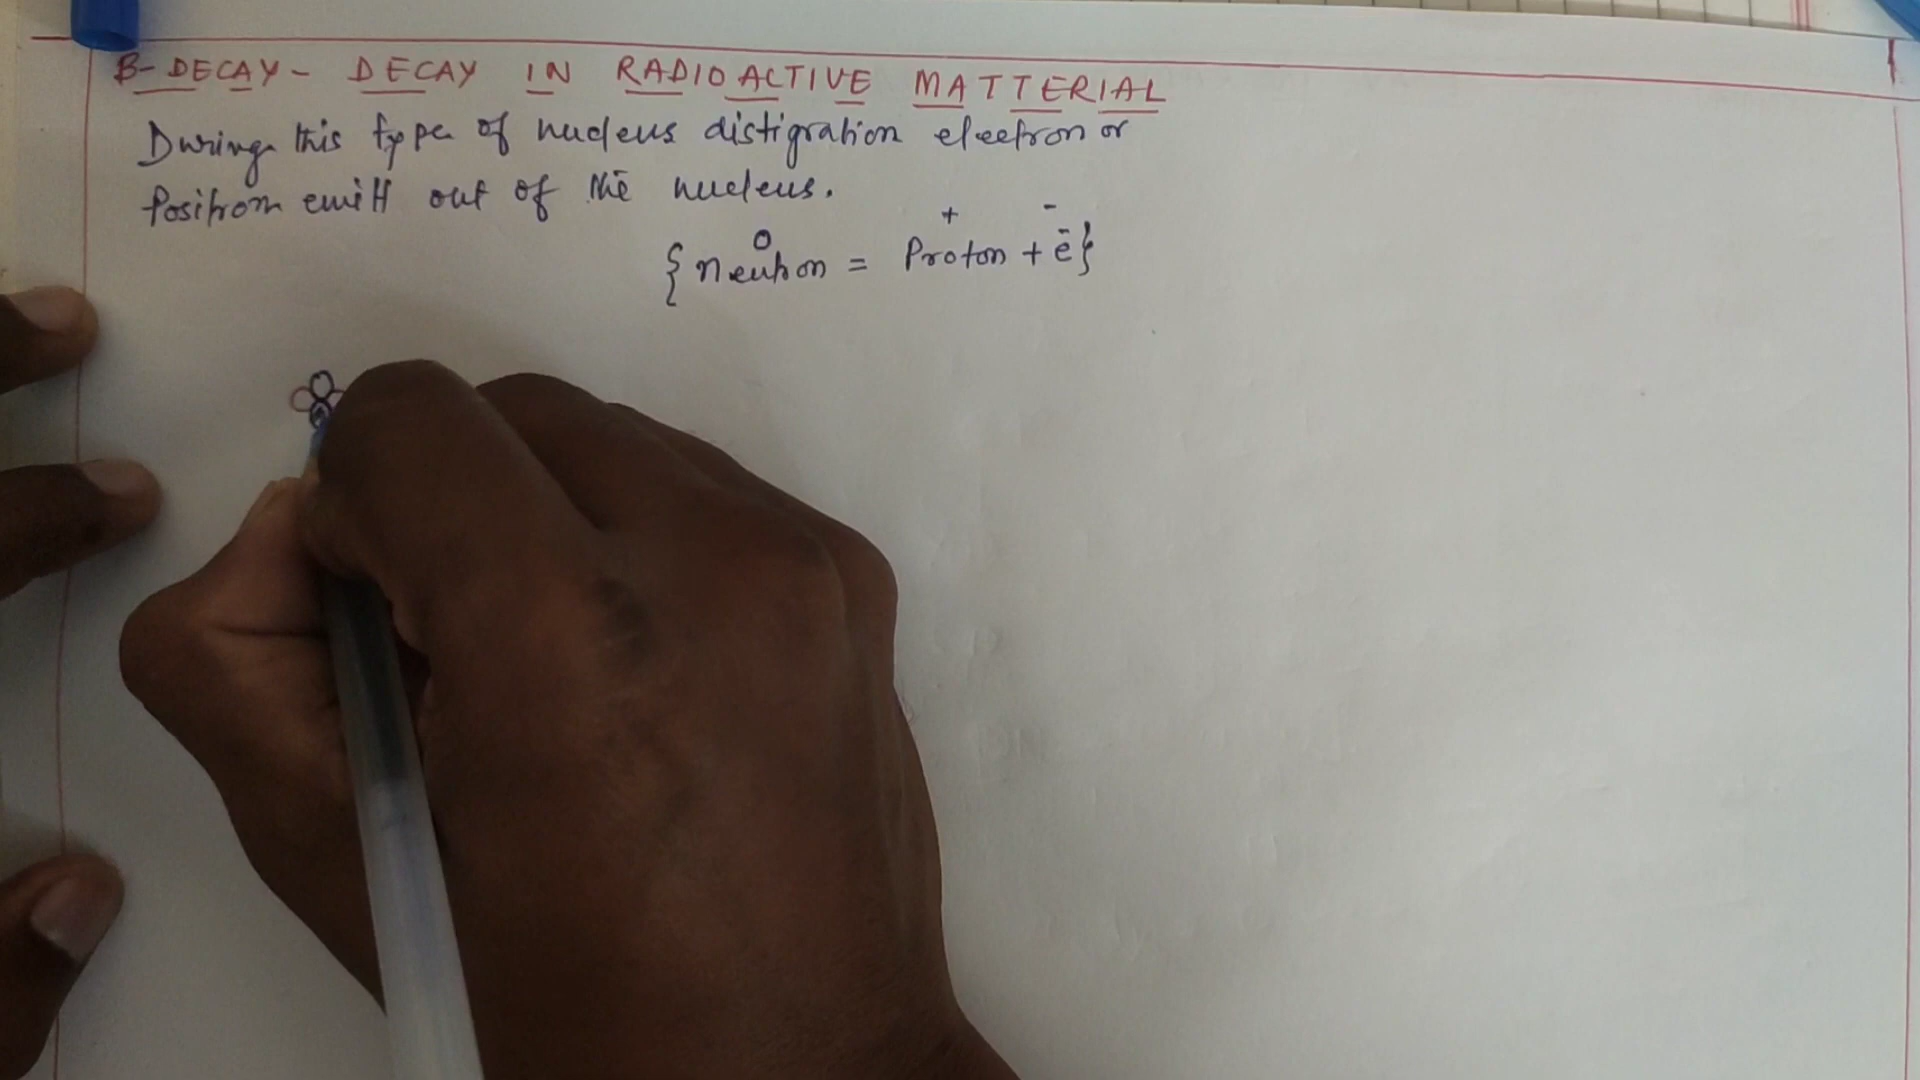 B-DECAY- DECAY IN RADIOACTIVE MATTERIAL
During this type of nucleus distigration electron or
Positron emitt out of the nucleus.
+ -
{neutron = Proton + e̅}